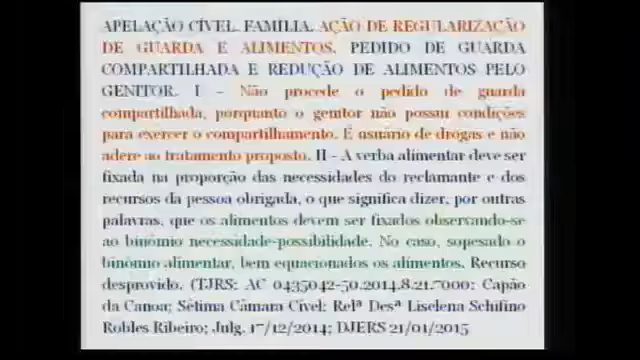 APELAÇÃO CÍVEL. FAMÍLIA. AÇÃO DE REGULARIZAÇÃO
DE GUARDA E ALIMENTOS. PEDIDO DE GUARDA
COMPARTILHADA E REDUÇÃO DE ALIMENTOS PELO
GENITOR. I - Não procede o pedido de guarda
compartilhada, porquanto o genitor não possui condições
para exercer o compartilhamento. É usuário de drogas e não
adere ao tratamento proposto. II - A verba alimentar deve ser
fixada na proporção das necessidades do reclamante e dos
recursos da pessoa obrigada, o que significa dizer, por outras
palavras, que os alimentos devem ser fixados observando-se
ao binômio necessidade-possibilidade. No caso, sopesado o
binômio alimentar, bem equacionados os alimentos. Recurso
desprovido. (TJRS; AC 0435042-50.2014.8.21.7000; Capão
da Canoa; Sétima Câmara Cível; Relª Desª Liselena Schifino
Robles Ribeiro; Julg. 17/12/2014; DJERS 21/01/2015